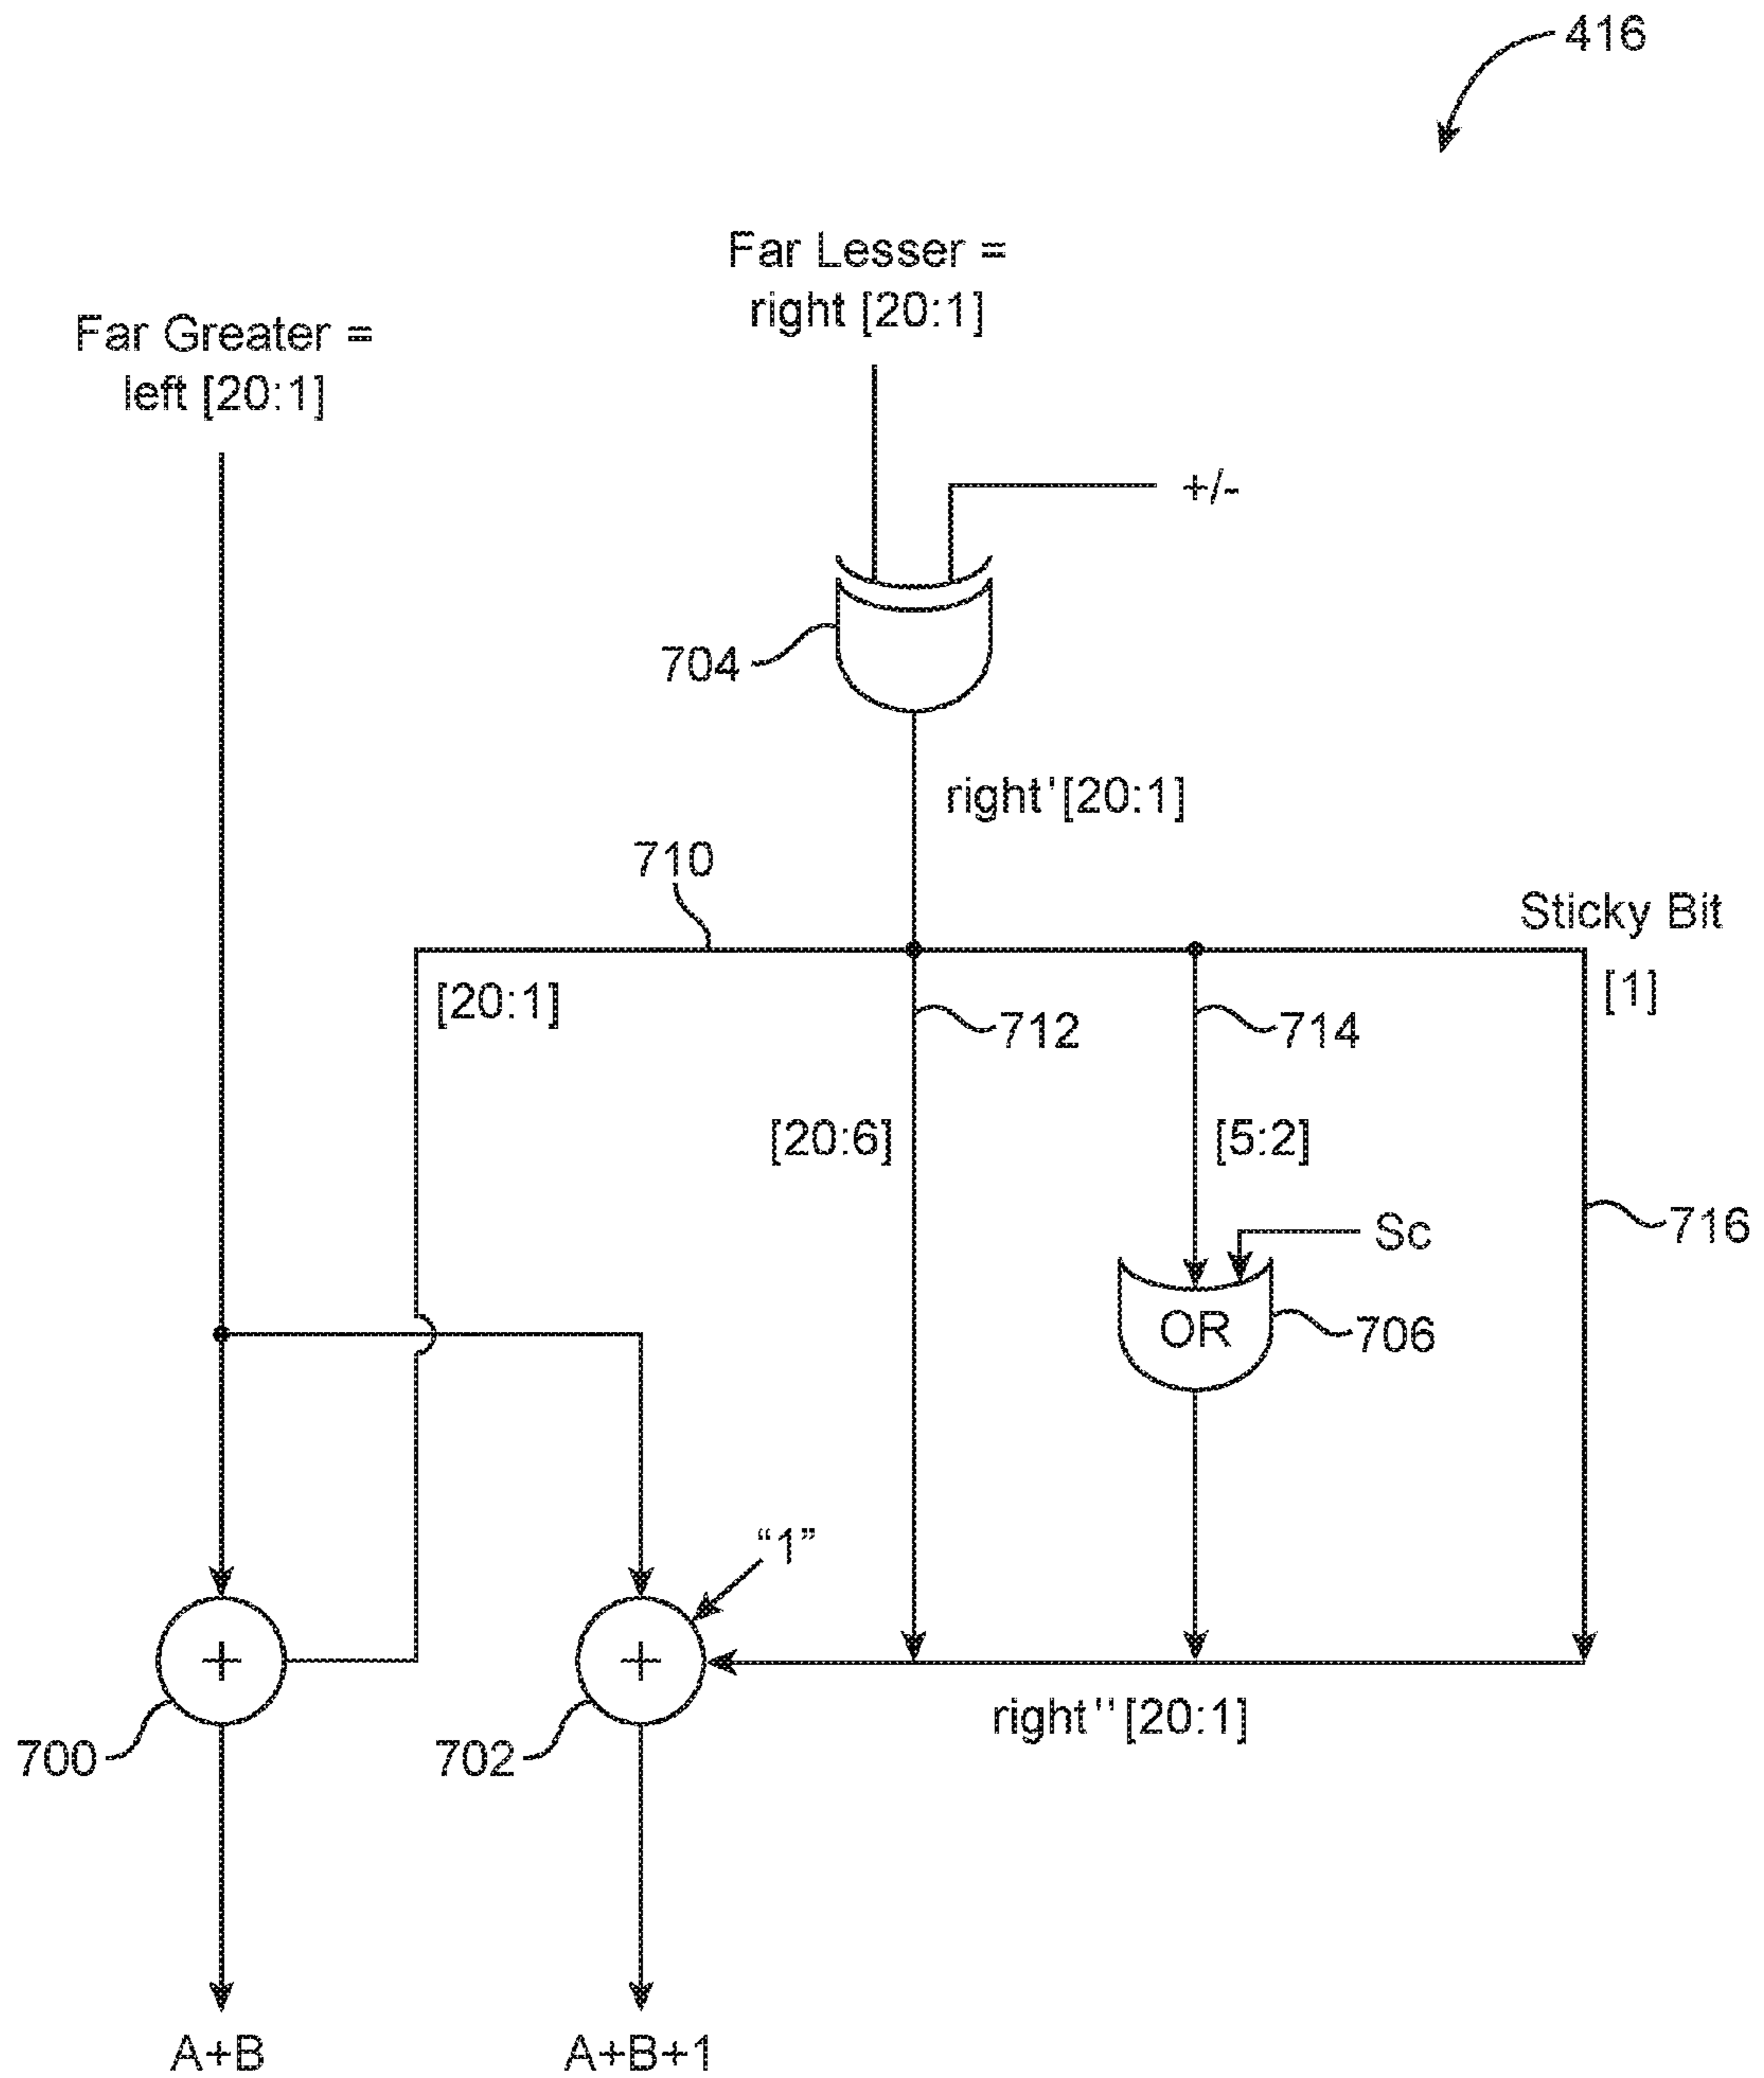 416
Far Lesser =
right [20:1]
Far Greater =
left [20:1]
+/-
704
right'[20:1]
710
Sticky Bit
[20:1]
712
714
[1]
[20:6]
[5:2]
Sc
716
OR
706
“1”
+
+
right''[20:1]
700
702
A+B
A+B+1